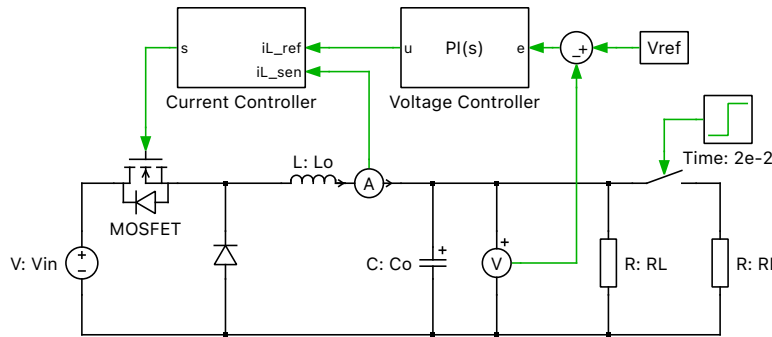 s
iL_ref
iL_sen
Current Controller
u
PI(s)
e
Voltage Controller
Vref
Time: 2e-2
L: Lo
A
MOSFET
V: Vin
C: Co
V
R: RL
R: